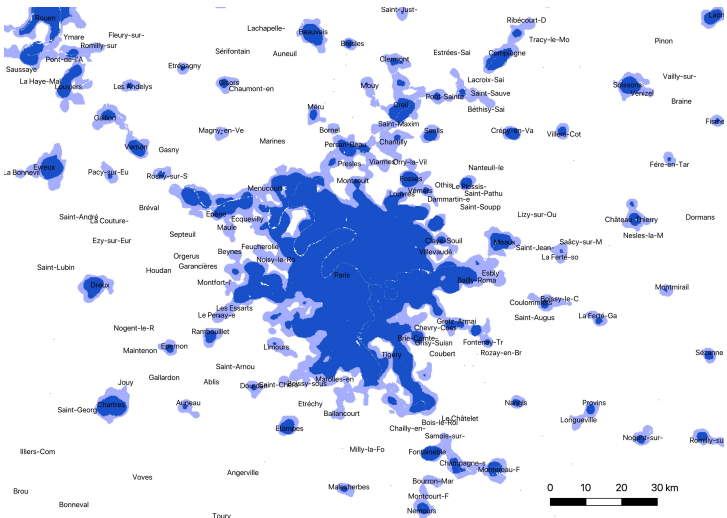 Saint-Just-
Rouen
Ribécourt-D
Lachapelle-
Beauvais
Fleury-sur-
Ymare
Romilly-sur
Bresles
Tracy-le-Mo
Pinon
Sérifontain
Auneuil
Estrées-Sai
Compiègne
Pont-de-l'A
Clermont
Saussaye
Etrépagny
Lacroix-Sai
Vailly-sur-
La Haye-Mal
Louviers
Les Andelys
Gisors
Chaumont-en
Mouy
Soissons
Venizel
Pont-Sainte
Saint-Sauve
Braine
Méru
Creil
Béthisy-Sai
Gaillon
Saint-Maxim
Fisme
Magny-en-Ve
Bornel
Senlis
Crépy-en-Va
Villers-Cot
Marines
Chantilly
Vernon
Gasny
Persan-Beau
Presles
Viarmes
Orry-la-Vil
Fère-en-Tar
Evreux
La Bonnevil
Pacy-sur-Eu
Rosny-sur-S
Nanteuil-le
Montsoult
Fosses
Menucourt
Othis
Le Plessis-
Vémars
Louvres
Saint-Pathu
Dammartin-e
Bréval
Saint-Soupp
Saint-André
La Couture-
Epône
Ecquevilly
Lizy-sur-Ou
Château-Thierry
Dormans
Maule
Septeuil
Nesles-la-M
Ezy-sur-Eur
Claye-Souil
Meaux
Saâcy-sur-M
Feucherolle
Saint-Jean-
Beynes
Villevaudé
Orgerus
La Ferté-so
Noisy-le-Ro
Saint-Lubin
Houdan
Garancières
Paris
Esbly
Bailly-Roma
Dreux
Montfort-l'
Montmirail
Boissy-le-C
Coulommiers
Les Essarts
Le Perray-e
Saint-Augus
La Ferté-Ga
Nogent-le-R
Rambouillet
Gretz-Armai
Chevry-Coss
Brie-Comte-
Grisy-Suisn
Fontenay-Tr
Maintenon
Epernon
Limours
Tigery
Coubert
Rozay-en-Br
Sézanne
Saint-Arnou
Gallardon
Jouy
Ablis
Marolles-en
Saint-Chéro
Boissy-sous
Chartres
Saint-Georg
Auneau
Etréchy
Nangis
Provins
Ballancourt
Le Châtelet
Longueville
Etampes
Bois-le-Roi
Chailly-en-
Samois-sur-
Nogent-sur-
Romilly-su
Illiers-Com
Milly-la-Fo
Fontaineble
Champagne-s
Montereau-F
Voves
Angerville
Bourron-Mar
Brou
Malesherbes
Montcourt-F
Bonneval
Nemours
Toury
0 10 20 30 km